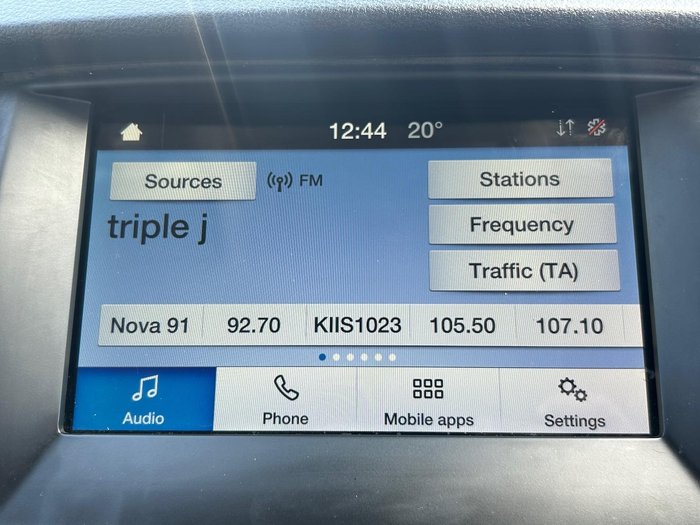 12:44 20°
Sources FM Stations
triple j Frequency
Traffic (TA)
Nova 91 92.70 KIIS1023 105.50 107.10
Audio Phone Mobile apps Settings